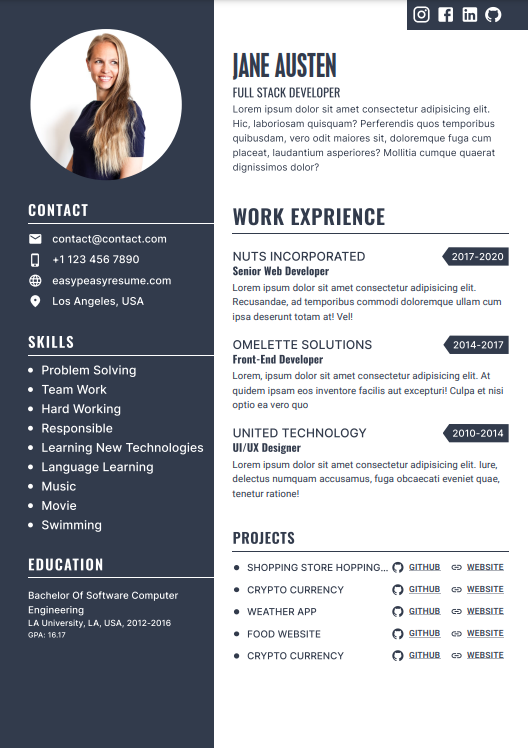 JANE AUSTEN
FULL STACK DEVELOPER
Lorem ipsum dolor sit amet consectetur adipisicing elit.
Hic, laboriosam quisquam? Perferendis quos temporibus
quibusdam, vero odit maiores sit, doloremque fuga cum
placeat, laudantium asperiores? Mollitia cumque quaerat
dignissimos dolor?
CONTACT
contact@contact.com
+1 123 456 7890
easypeasyresume.com
Los Angeles, USA
SKILLS
Problem Solving
Team Work
Hard Working
Responsible
Learning New Technologies
Language Learning
Music
Movie
Swimming
EDUCATION
Bachelor Of Software Computer
Engineering
LA University, LA, USA, 2012-2016
GPA: 16.17
WORK EXPRIENCE
NUTS INCORPORATED 2017-2020
Senior Web Developer
Lorem ipsum dolor sit amet consectetur adipisicing elit.
Recusandae, ad temporibus commodi doloremque ullam cum
ipsa deserunt totam at! Vel!
OMELETTE SOLUTIONS 2014-2017
Front-End Developer
Lorem, ipsum dolor sit amet consectetur adipisicing elit. At
quidem ipsam eos inventore facilis aut excepturi! Culpa et nisi
optio ea vero quo
UNITED TECHNOLOGY 2010-2014
UI/UX Designer
Lorem ipsum dolor sit amet consectetur adipisicing elit. Iure,
delectus numquam accusamus, fuga obcaecati eveniet quae,
tenetur ratione!
PROJECTS
SHOPPING STORE HOPPING... GITHUB WEBSITE
CRYPTO CURRENCY GITHUB WEBSITE
WEATHER APP GITHUB WEBSITE
FOOD WEBSITE GITHUB WEBSITE
CRYPTO CURRENCY GITHUB WEBSITE